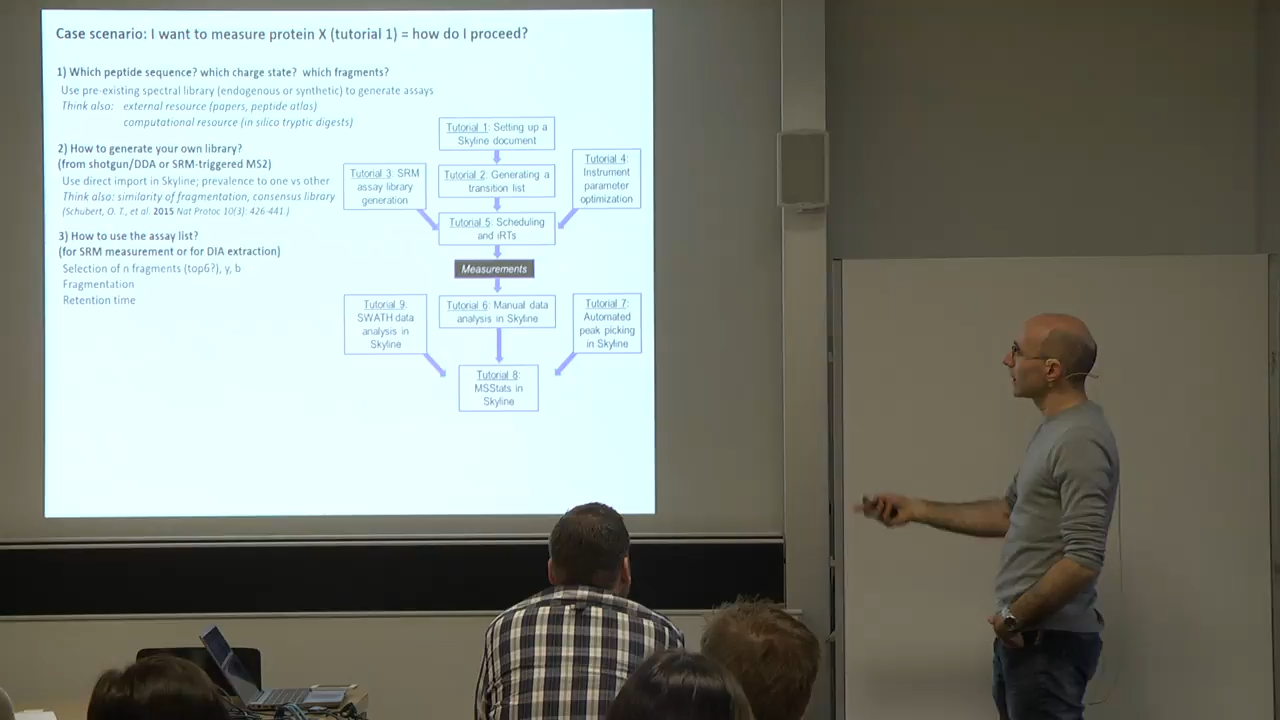 Case scenario: I want to measure protein X (tutorial 1) = how do I proceed?
1) Which peptide sequence? which charge state? which fragments?
Use pre-existing spectral library (endogenous or synthetic) to generate assays
Think also: external resource (papers, peptide atlas)
computational resource (in silico tryptic digests)
2) How to generate your own library?
(from shotgun/DDA or SRM-triggered MS2)
Use direct import in Skyline; prevalence to one vs other
Think also: similarity of fragmentation, consensus library
(Schubert, O. T., et al. 2015 Nat Protoc 10(3): 426-441 )
3) How to use the assay list?
(for SRM measurement or for DIA extraction)
Selection of n fragments (top6?), y, b
Fragmentation
Retention time
Tutorial 1: Setting up a
Skyline document
Tutorial 3: SRM
assay library
generation
Tutorial 2: Generating a
transition list
Tutorial 4:
Instrument
parameter
optimization
Tutorial 5: Scheduling
and iRTs
Measurements
Tutorial 9:
SWATH data
analysis in
Skyline
Tutorial 6: Manual data
analysis in Skyline
Tutorial 7:
Automated
peak picking
in Skyline
Tutorial 8:
MSStats in
Skyline